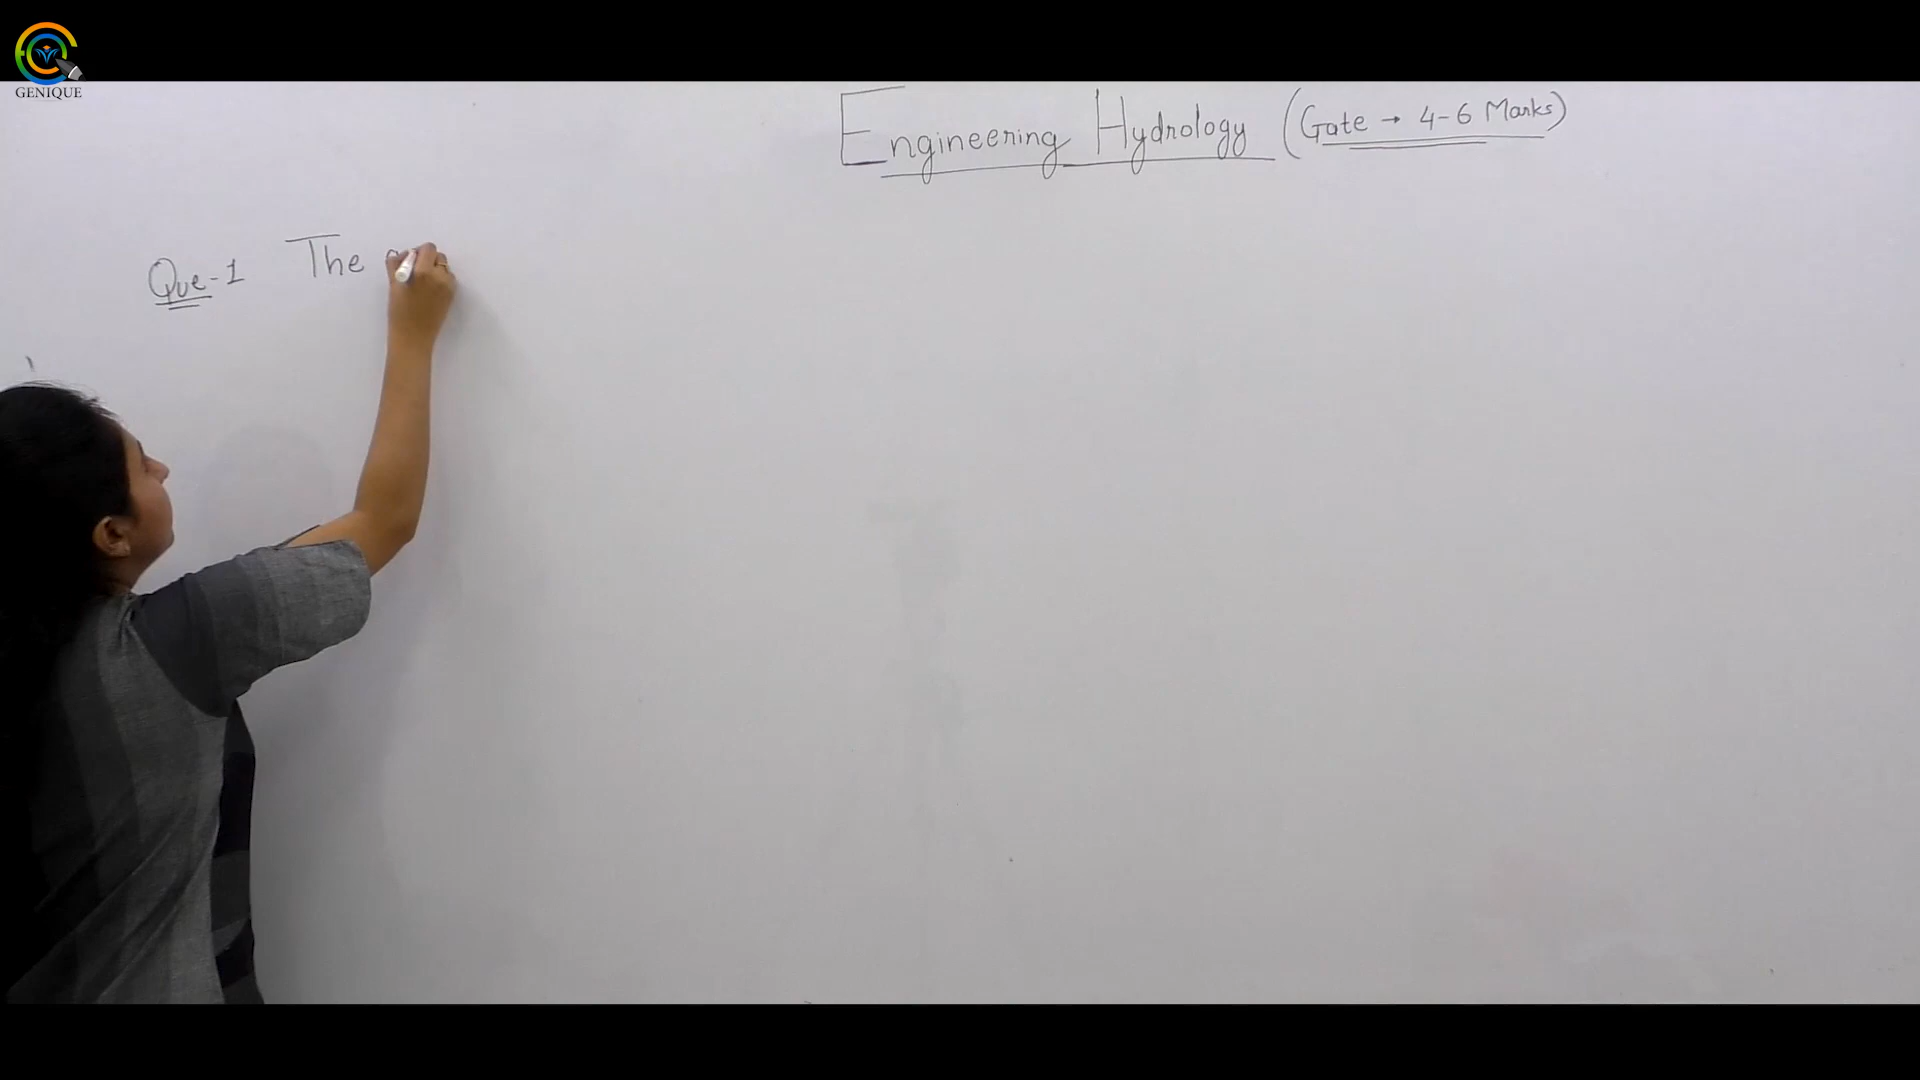 GENIQUE
Engineering Hydrology (Gate → 4-6 Marks)
Que-1 The